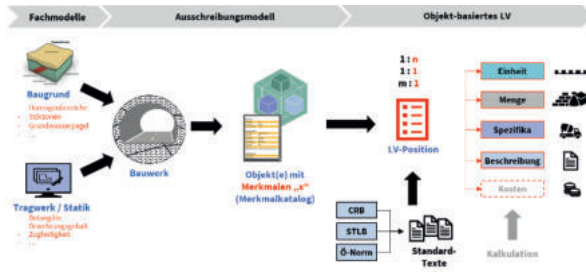 Fachmodelle
Ausschreibungsmodell
Objekt-basiertes LV
Baugrund
Homogenbereiche
- Stützonen
- Grundwasserpegel
- ...
Tragwerk / Statik
Betongüte
Bewehrungsgehalt
- Zugfestigkeit
- ...
Bauwerk
Objekt(e) mit
Merkmalen „x“
(Merkmalkatalog)
1:n
1:1
m:1
LV-Position
CRB
STLB
Ö-Norm
Standard-
Texte
Einheit
Menge
Spezifika
Beschreibung
Kosten
Kalkulation